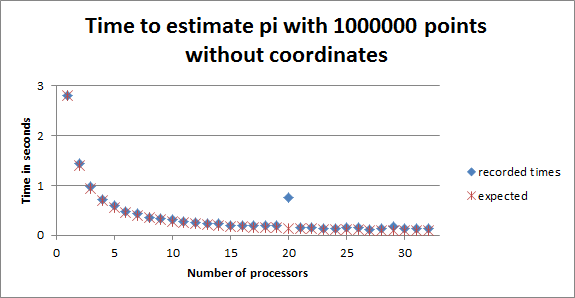 Time to estimate pi with 1000000 points
without coordinates
3
2
1
0
Time in seconds
0 5 10 15 20 25 30
Number of processors
recorded times
expected